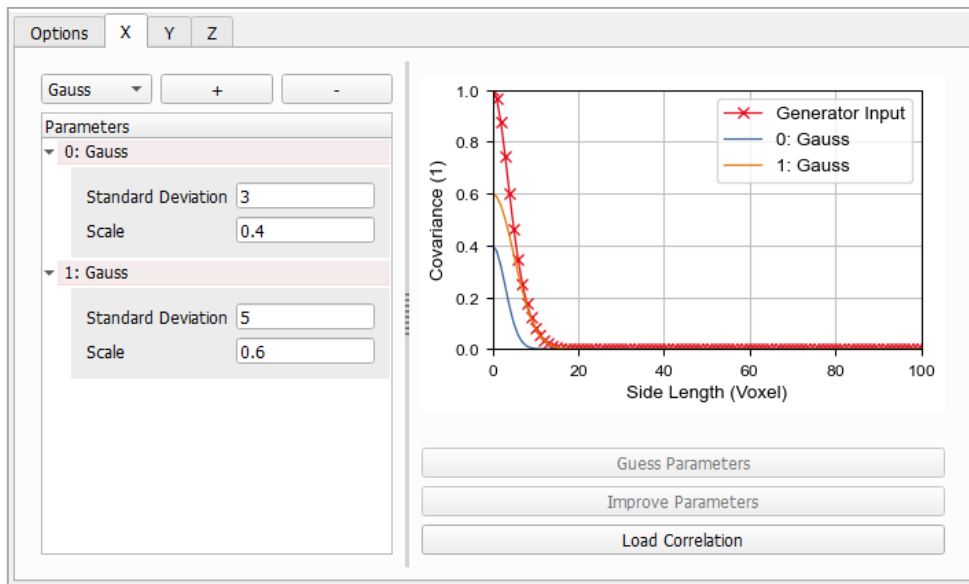 Options X Y Z
Gauss + -
Parameters
0: Gauss
Standard Deviation 3
Scale 0.4
1: Gauss
Standard Deviation 5
Scale 0.6
Covariance (1)
1.0
0.8
0.6
0.4
0.2
0.0
0 20 40 60 80 100
Side Length (Voxel)
Generator Input
0: Gauss
1: Gauss
Guess Parameters
Improve Parameters
Load Correlation